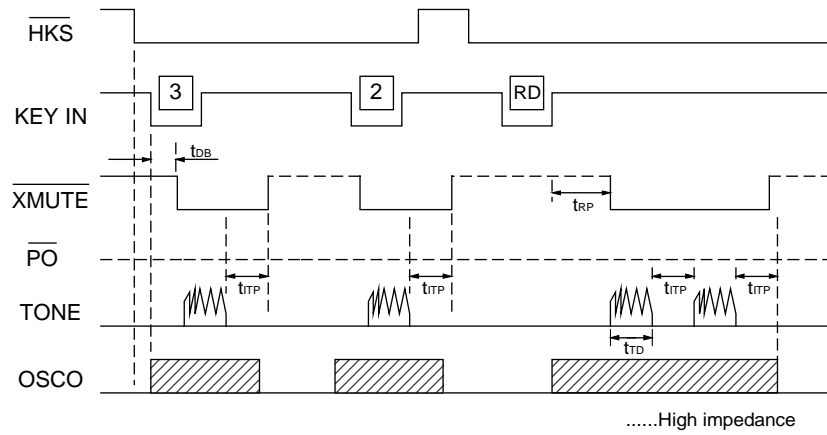 HKS
3 2 RD
KEY IN
tDB
XMUTE
tRP
PO
tITP tITP tITP tITP
TONE
tTD
OSCO
......High impedance